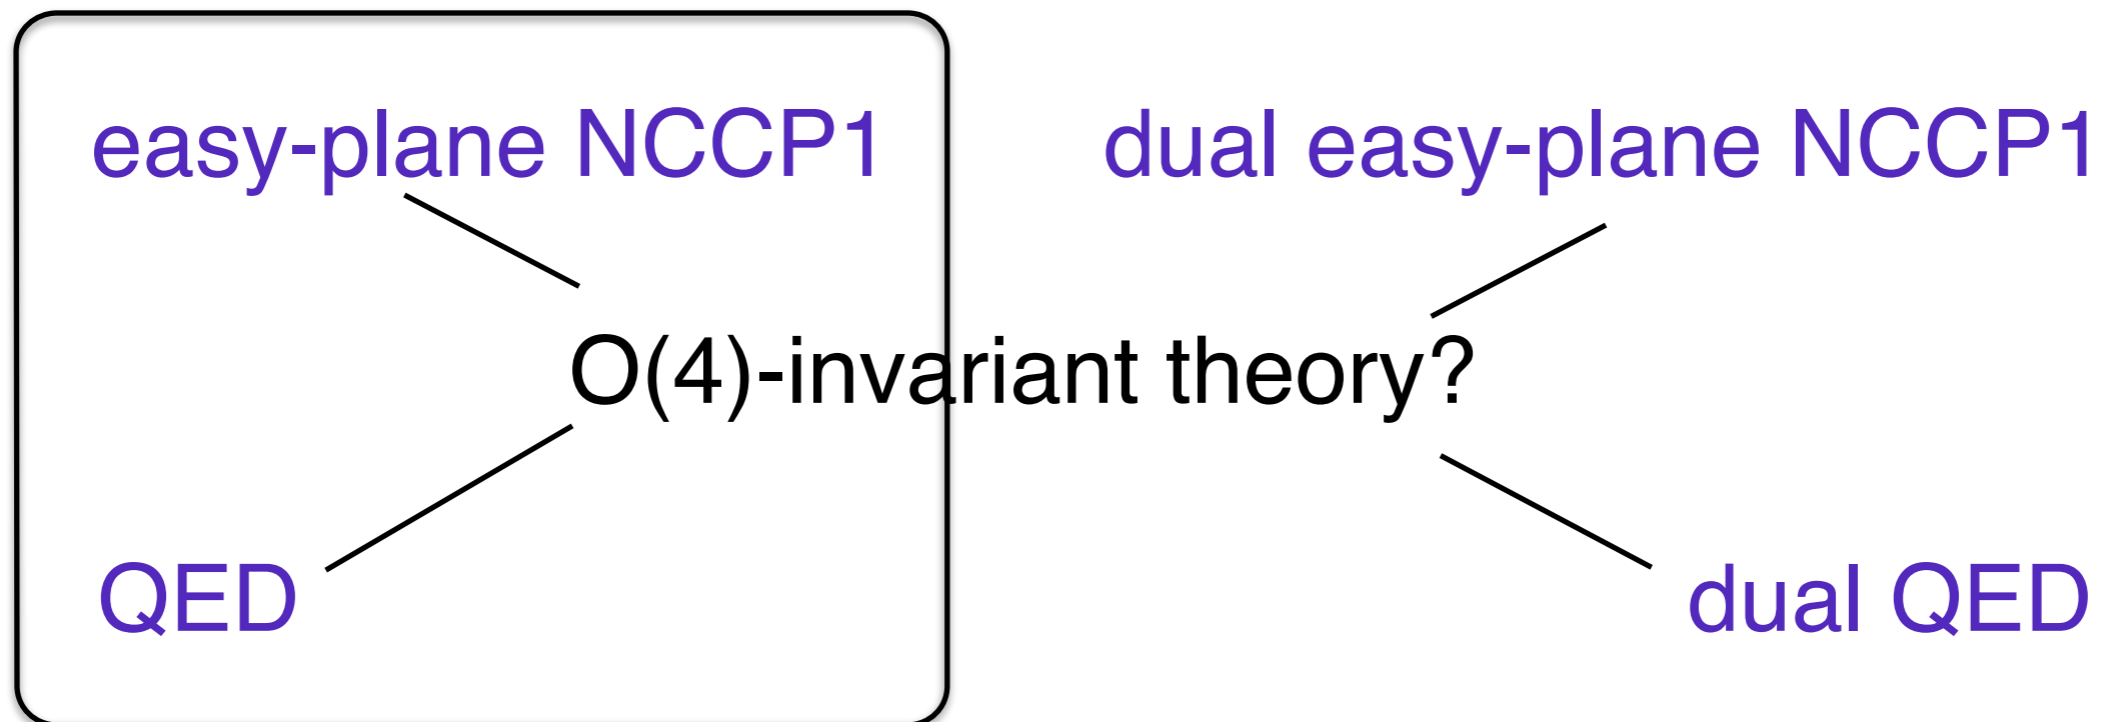 easy-plane NCCP1
dual easy-plane NCCP1
O(4)-invariant theory?
QED
dual QED